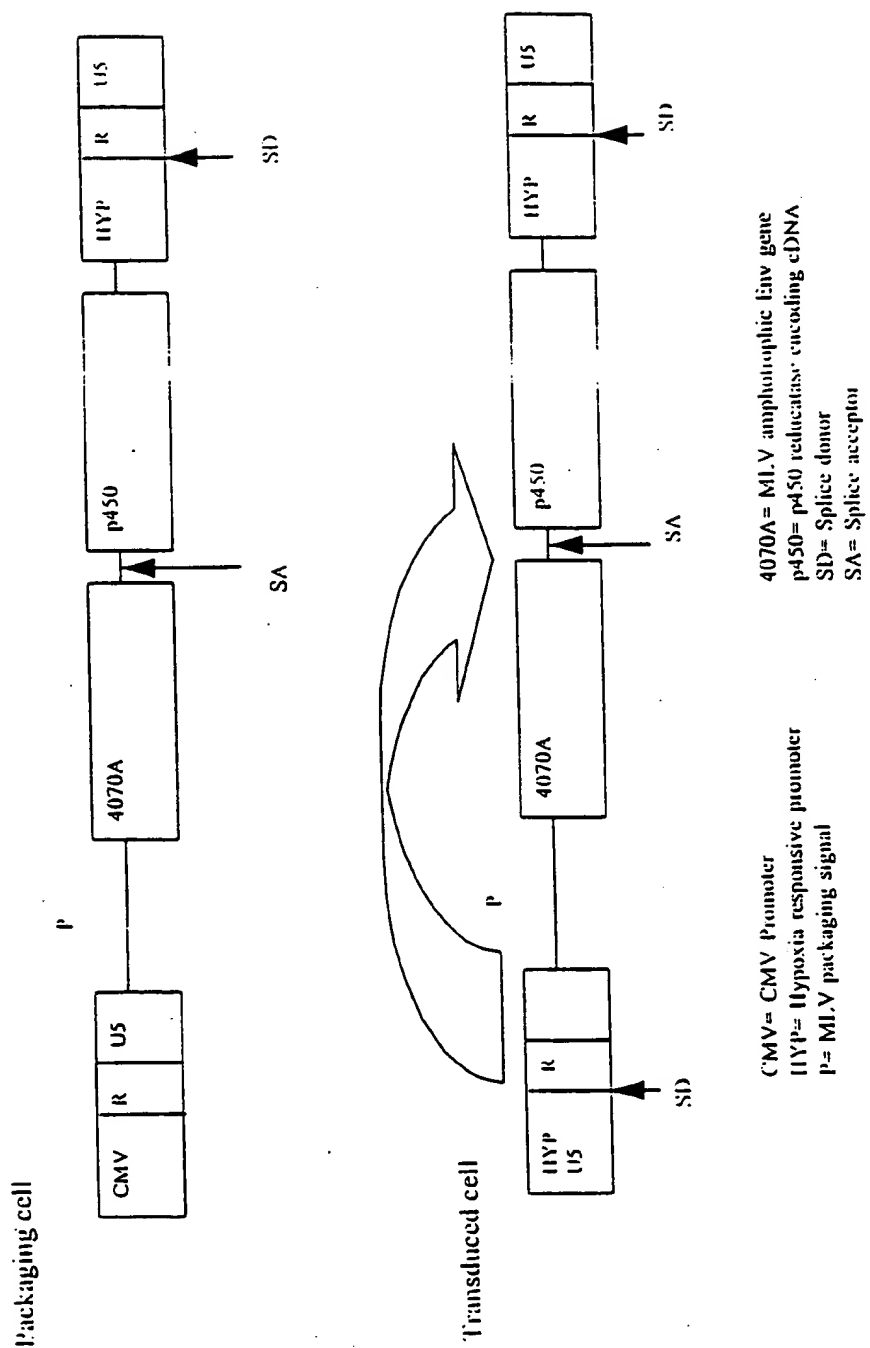 Packaging cell
CMV
R
U5
P
4070A
SA
p450
HYP
R
U5
SD
Transduced cell
HYP
U5
R
SD
P
4070A
SA
p450
HYP
R
U5
SD
CMV= CMV Promoter
HYP= Hypoxia responsive promoter
P= MLV packaging signal
4070A= MLV amphotrophic Env gene
p450= p450 reducatase encoding cDNA
SD= Splice donor
SA= Splice acceptor